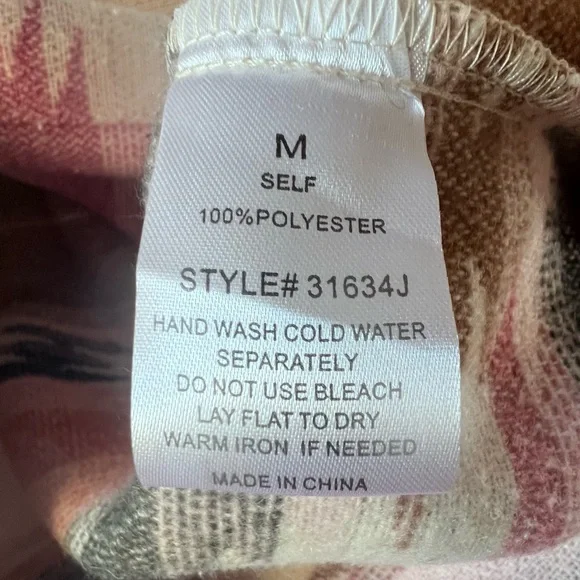 M
SELF
100%POLYESTER
STYLE# 31634J
HAND WASH COLD WATER
SEPARATELY
DO NOT USE BLEACH
LAY FLAT TO DRY
WARM IRON IF NEEDED
MADE IN CHINA